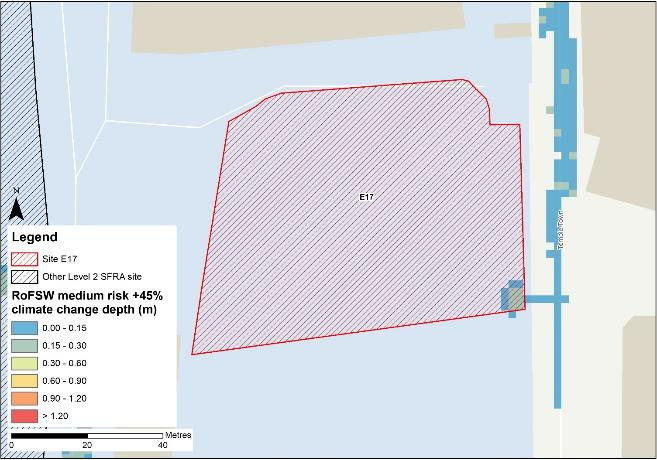 E17
Temple Town
N
Legend
Site E17
Other Level 2 SFRA site
RoFSW medium risk +45%
climate change depth (m)
0.00 - 0.15
0.15 - 0.30
0.30 - 0.60
0.60 - 0.90
0.90 - 1.20
> 1.20
Metres
0 20 40